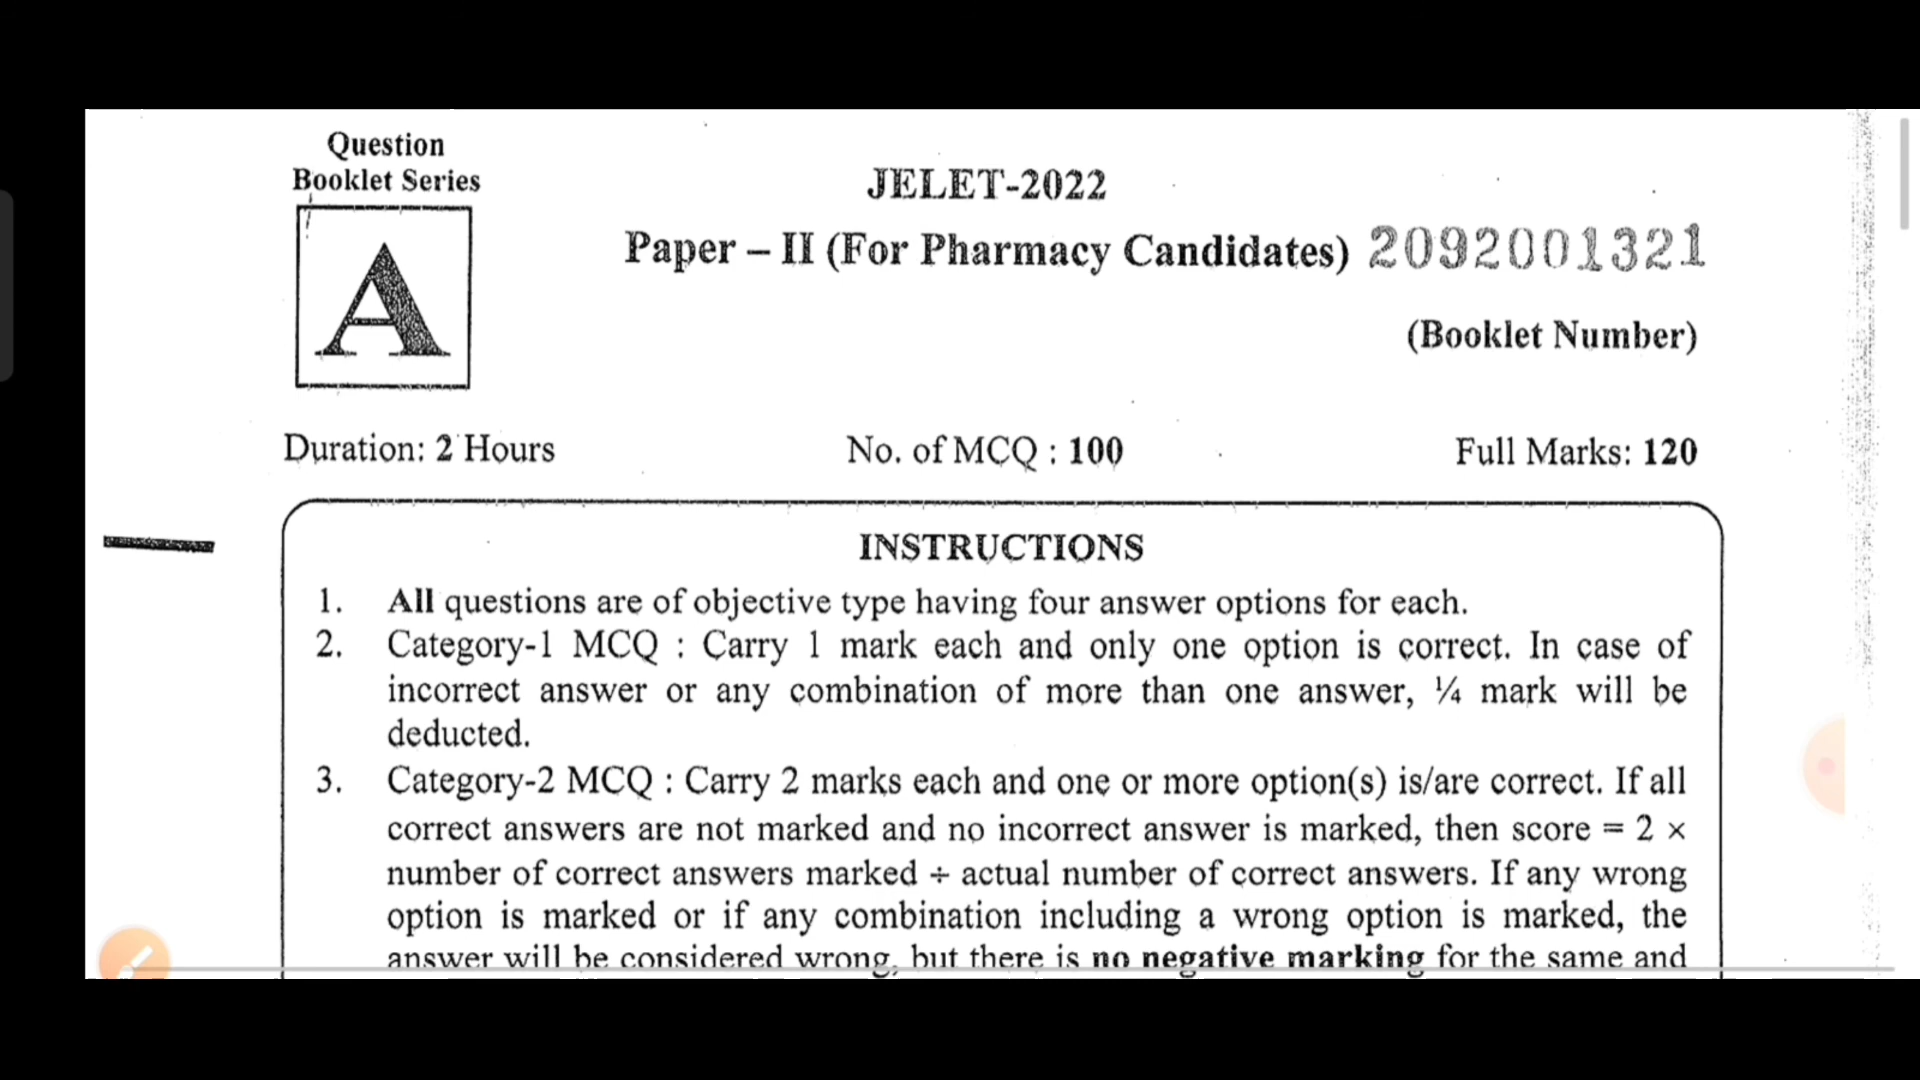 Question
Booklet Series
A
JELET-2022
Paper – II (For Pharmacy Candidates) 2092001321
(Booklet Number)
Duration: 2 Hours No. of MCQ : 100 Full Marks: 120
INSTRUCTIONS
1. All questions are of objective type having four answer options for each.
2. Category-1 MCQ : Carry 1 mark each and only one option is correct. In case of
incorrect answer or any combination of more than one answer, ¼ mark will be
deducted.
3. Category-2 MCQ : Carry 2 marks each and one or more option(s) is/are correct. If all
correct answers are not marked and no incorrect answer is marked, then score = 2 ×
number of correct answers marked ÷ actual number of correct answers. If any wrong
option is marked or if any combination including a wrong option is marked, the
answer will be considered wrong, but there is no negative marking for the same and